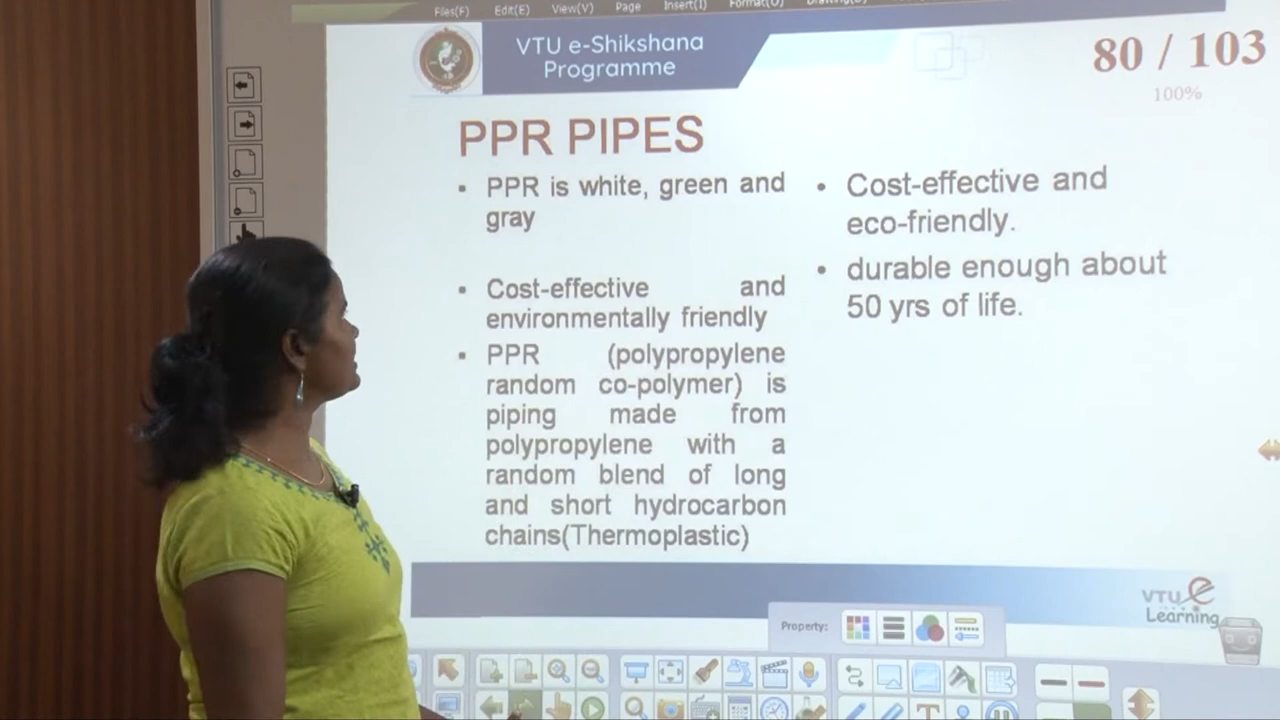 Files(F) Edit(E) View(V) Page Insert(I) Format(O)
VTU e-Shikshana
Programme
80 / 103
100%
PPR PIPES
• PPR is white, green and
gray
• Cost-effective and
environmentally friendly
• PPR (polypropylene
random co-polymer) is
piping made from
polypropylene with a
random blend of long
and short hydrocarbon
chains(Thermoplastic)
• Cost-effective and
eco-friendly.
• durable enough about
50 yrs of life.
VTU e
Learning
Property: